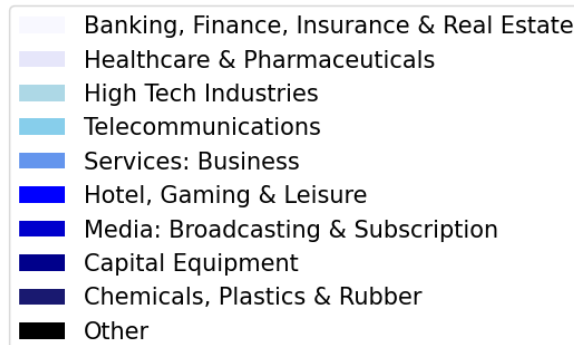 Banking, Finance, Insurance & Real Estate
Healthcare & Pharmaceuticals
High Tech Industries
Telecommunications
Services: Business
Hotel, Gaming & Leisure
Media: Broadcasting & Subscription
Capital Equipment
Chemicals, Plastics & Rubber
Other